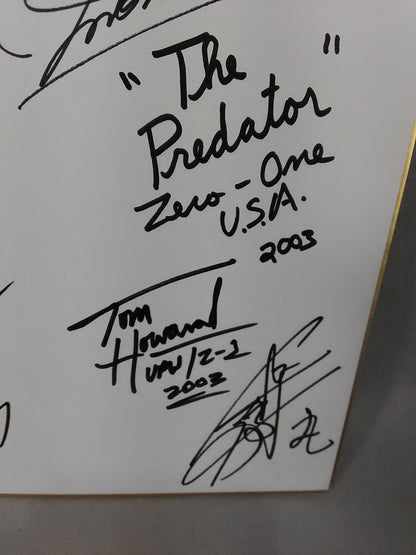 "The"
Predator
Zero-One
U.S.A.
2003
Tom
Howard
UPW/Z-1
2003